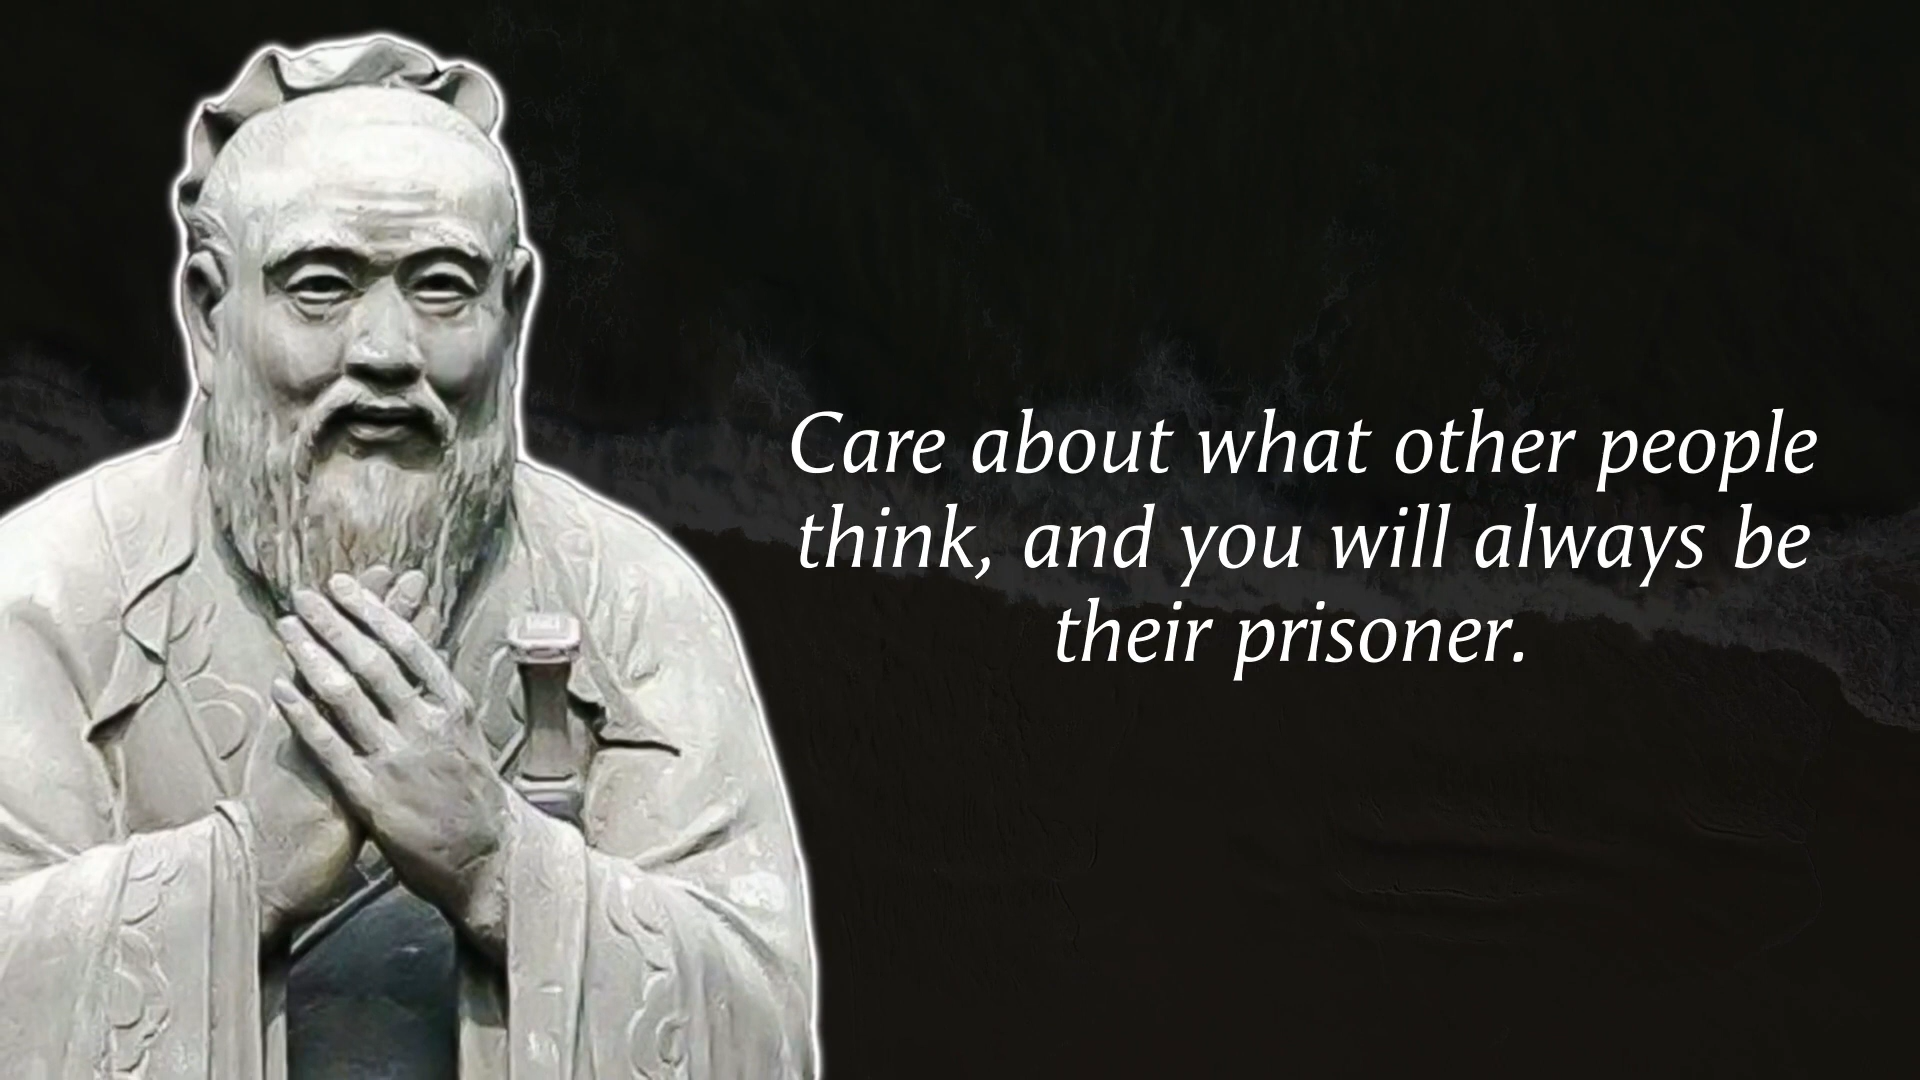 Care about what other people
think, and you will always be
their prisoner.